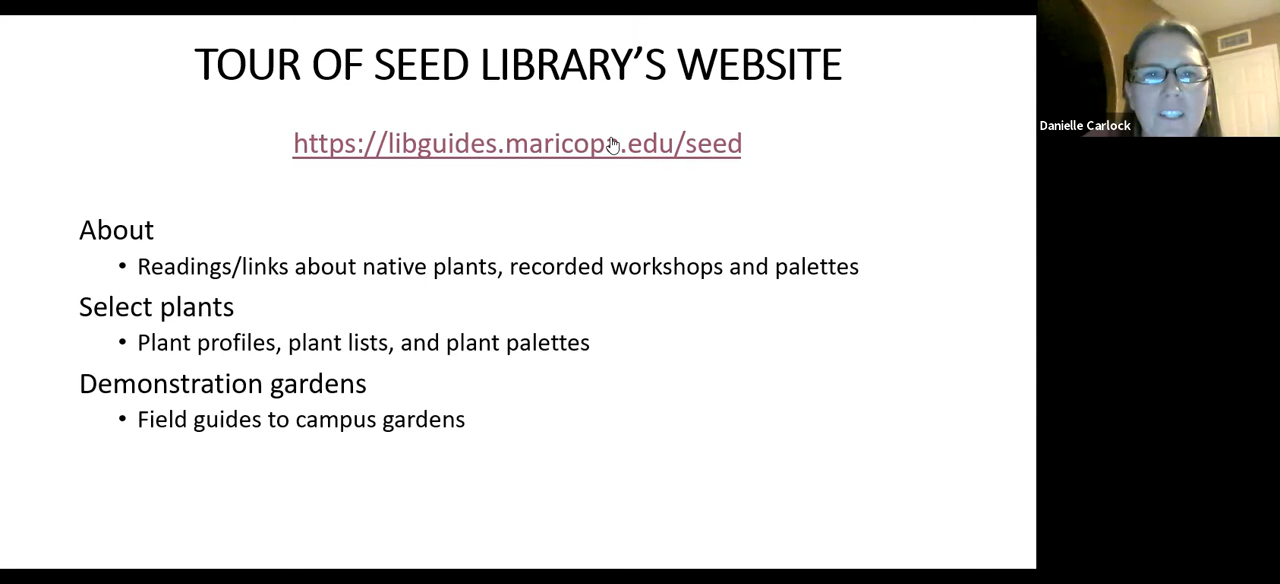 TOUR OF SEED LIBRARY'S WEBSITE
https://libguides.maricopa.edu/seed
About
• Readings/links about native plants, recorded workshops and palettes
Select plants
• Plant profiles, plant lists, and plant palettes
Demonstration gardens
• Field guides to campus gardens
Danielle Carlock